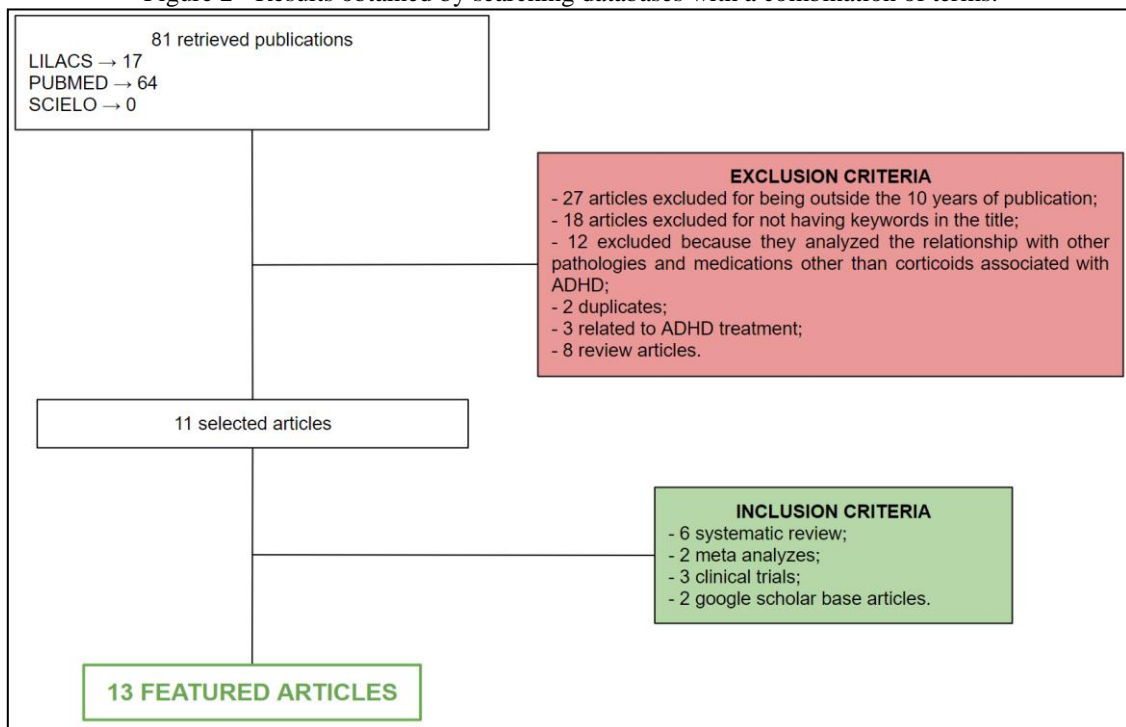 Figure 2 - Results obtained by searching databases with a combination of terms.
81 retrieved publications
LILACS → 17
PUBMED → 64
SCIELO → 0
EXCLUSION CRITERIA
- 27 articles excluded for being outside the 10 years of publication;
- 18 articles excluded for not having keywords in the title;
- 12 excluded because they analyzed the relationship with other
pathologies and medications other than corticoids associated with
ADHD;
- 2 duplicates;
- 3 related to ADHD treatment;
- 8 review articles.
11 selected articles
INCLUSION CRITERIA
- 6 systematic review;
- 2 meta analyzes;
- 3 clinical trials;
- 2 google scholar base articles.
13 FEATURED ARTICLES